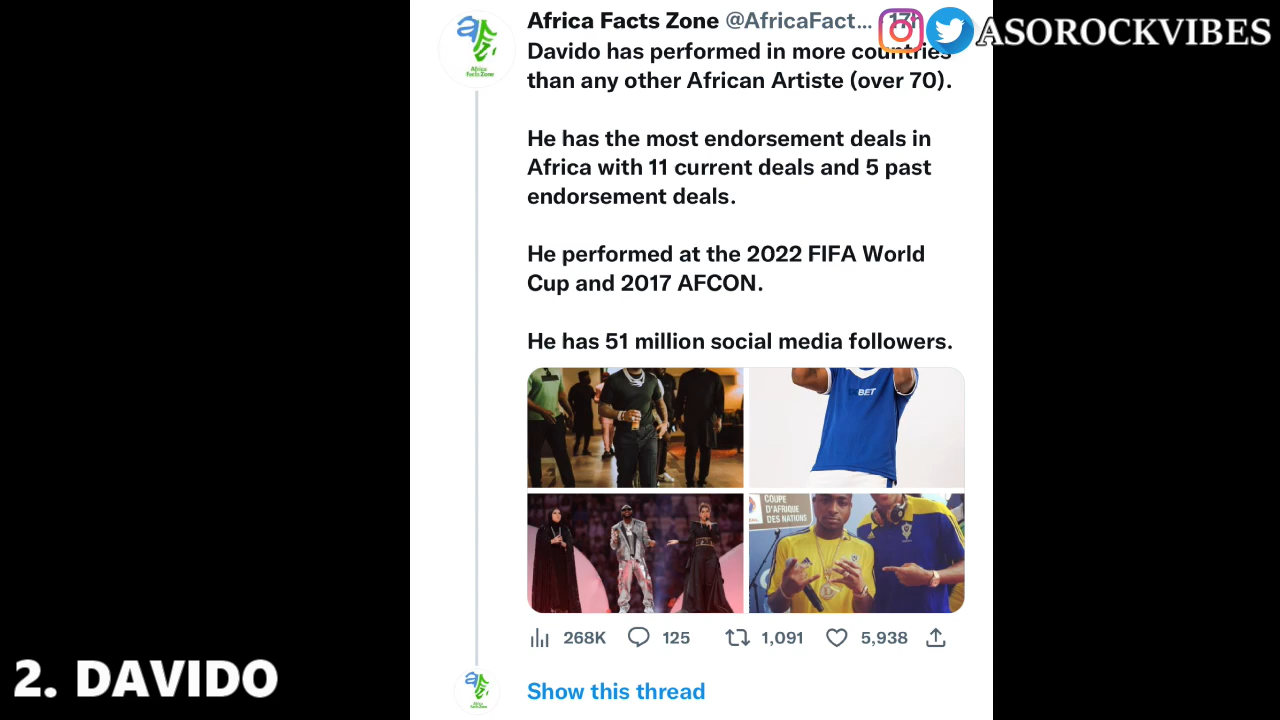 Africa Facts Zone @AfricaFact...
ASOROCKVIBES
Davido has performed in more countries
than any other African Artiste (over 70).
He has the most endorsement deals in
Africa with 11 current deals and 5 past
endorsement deals.
He performed at the 2022 FIFA World
Cup and 2017 AFCON.
He has 51 million social media followers.
BET
COUPE
D'AFRIQUE
DES NATIONS
268K 125 1,091 5,938
Show this thread
Africa
Facts Zone
2. DAVIDO